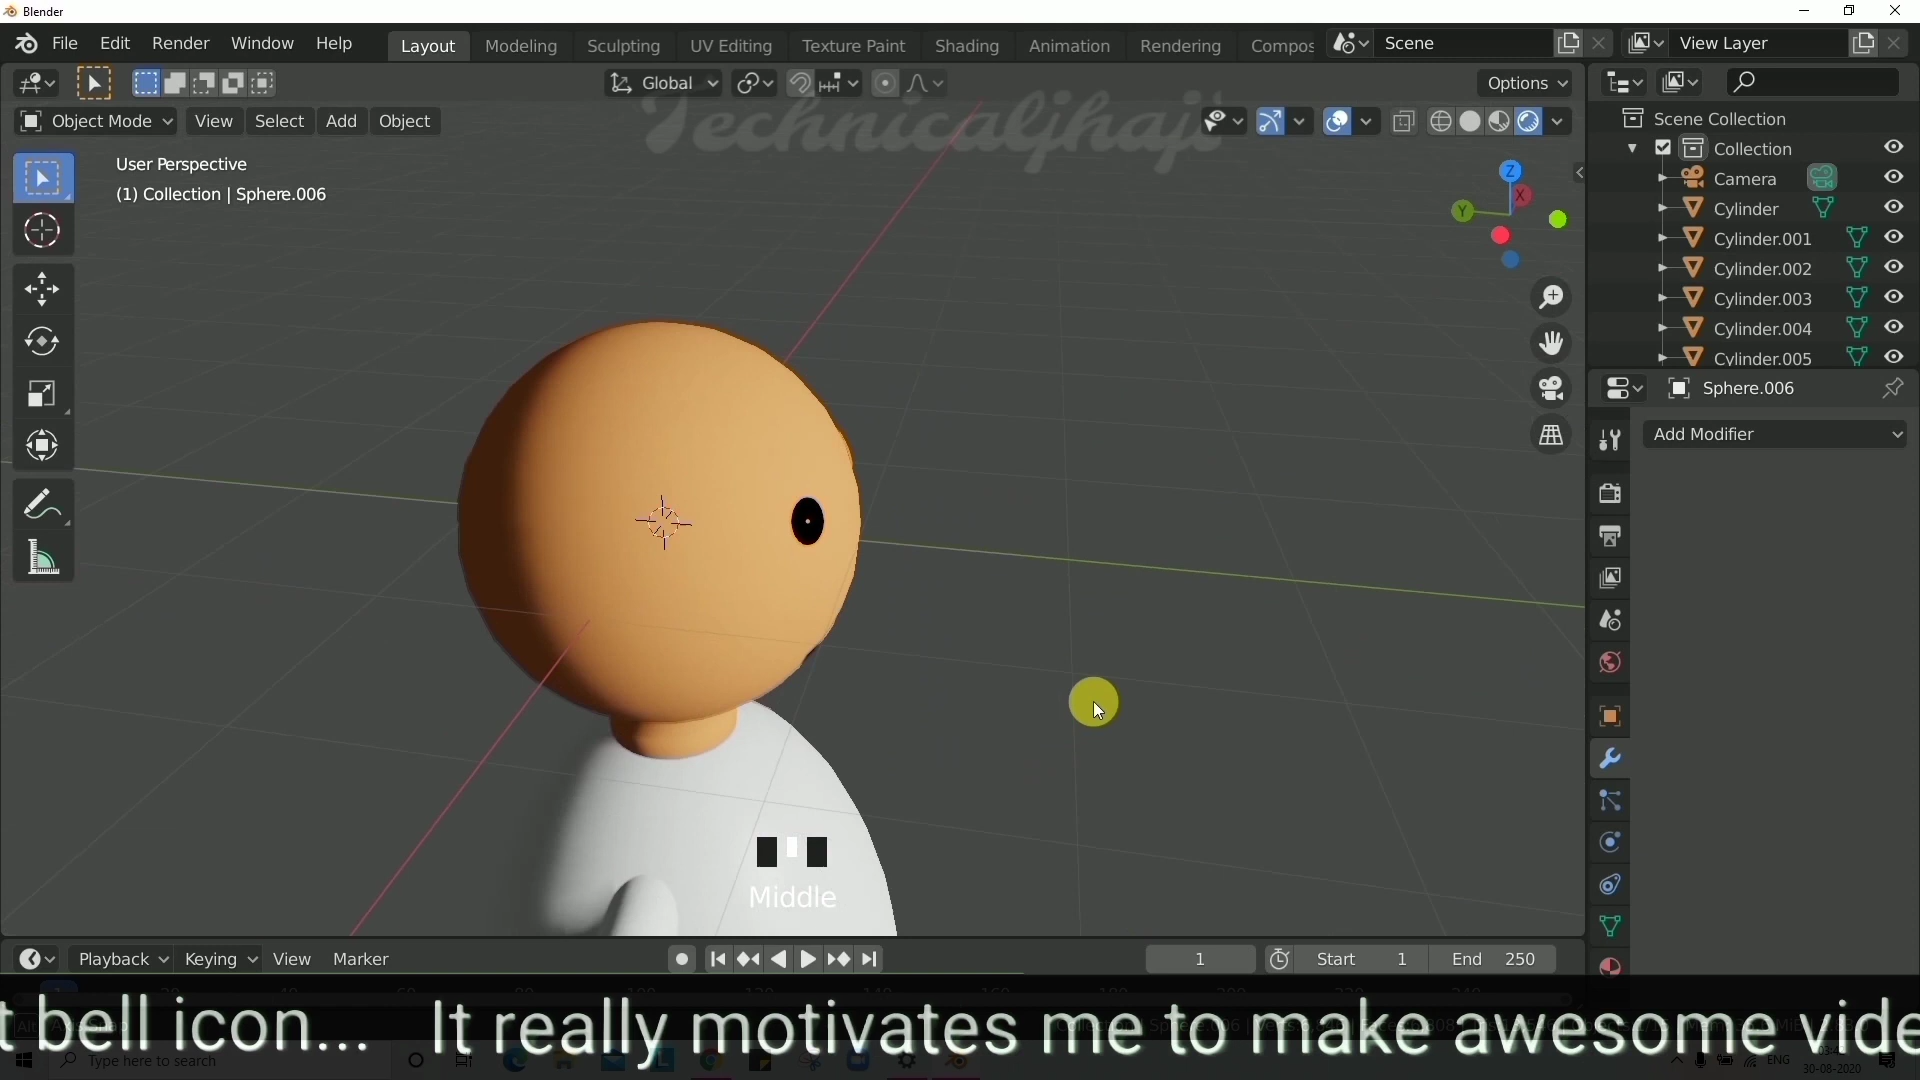 Blender
File Edit Render Window Help Layout Modeling Sculpting UV Editing Texture Paint Shading Animation Rendering Compos Scene View Layer
Global Options
Technicaljhaji
Object Mode View Select Add Object
User Perspective
(1) Collection | Sphere.006
Z
X
Y
Scene Collection
Collection
Camera
Cylinder
Cylinder.001
Cylinder.002
Cylinder.003
Cylinder.004
Cylinder.005
Sphere.006
Add Modifier
Middle
Playback Keying View Marker 1 Start 1 End 250
t bell icon... It really motivates me to make awesome vide
Type here to search
ENG
30-08-2020